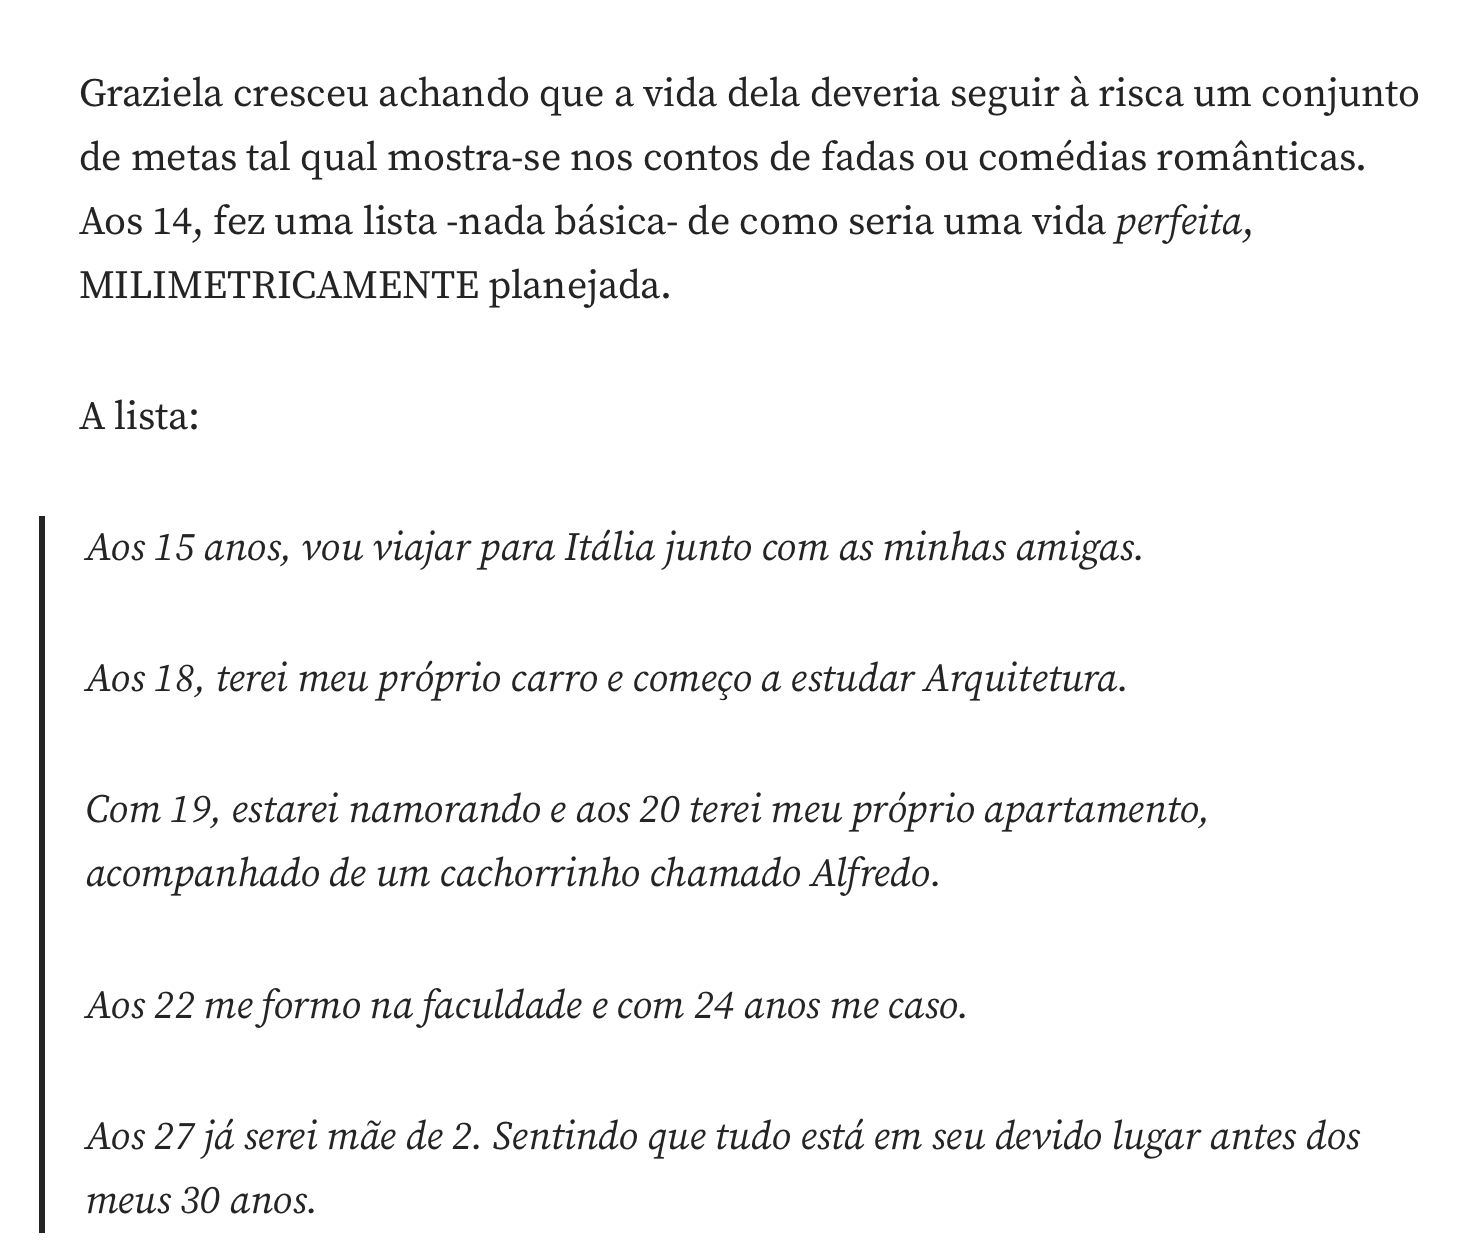 Graziela cresceu achando que a vida dela deveria seguir à risca um conjunto
de metas tal qual mostra-se nos contos de fadas ou comédias românticas.
Aos 14, fez uma lista -nada básica- de como seria uma vida perfeita,
MILIMETRICAMENTE planejada.
A lista:
Aos 15 anos, vou viajar para Itália junto com as minhas amigas.
Aos 18, terei meu próprio carro e começo a estudar Arquitetura.
Com 19, estarei namorando e aos 20 terei meu próprio apartamento,
acompanhado de um cachorrinho chamado Alfredo.
Aos 22 me formo na faculdade e com 24 anos me caso.
Aos 27 já serei mãe de 2. Sentindo que tudo está em seu devido lugar antes dos
meus 30 anos.